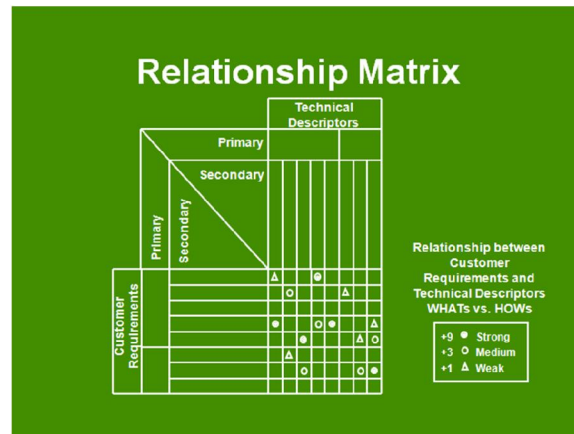 Relationship Matrix
Technical
Descriptors
Primary
Secondary
Primary
Secondary
Customer
Requirements
Relationship between
Customer
Requirements and
Technical Descriptors
WHATs vs. HOWs
+9 ● Strong
+3 ○ Medium
+1 Δ Weak